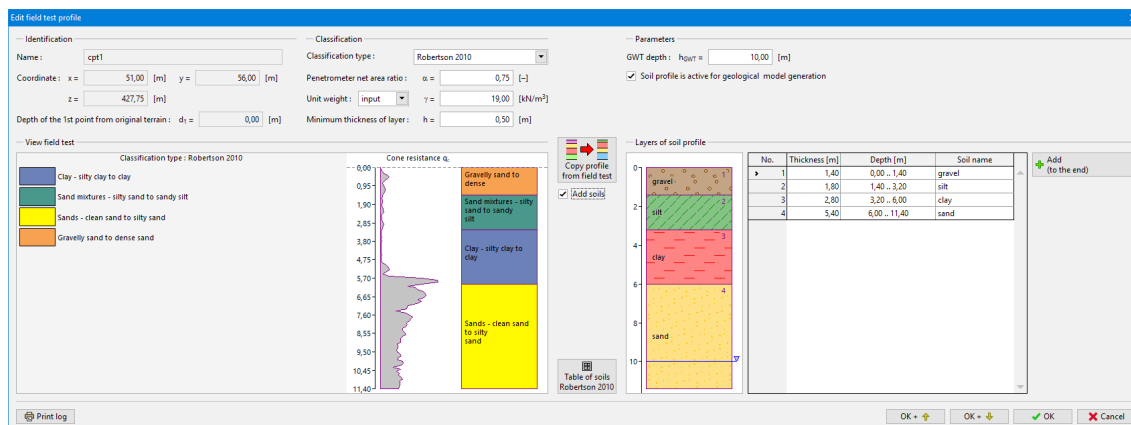 Edit field test profile
Identification
Name :
cpt1
Coordinate : x =
51,00
[m]
y =
56,00
[m]
z =
427,75
[m]
Depth of the 1st point from original terrain : d1 =
0,00
[m]
Classification
Classification type :
Robertson 2010
Penetrometer net area ratio :
α =
0,75
[–]
Unit weight :
input
γ =
19,00
[kN/m³]
Minimum thickness of layer :
h =
0,50
[m]
Parameters
GWT depth : hGWT =
10,00
[m]
Soil profile is active for geological model generation
View field test
Classification type : Robertson 2010
Clay - silty clay to clay
Sand mixtures - silty sand to sandy silt
Sands - clean sand to silty sand
Gravelly sand to dense sand
Cone resistance qc
0,00
0,95
1,90
2,85
3,80
4,75
5,70
6,65
7,60
8,55
9,50
10,45
11,40
Gravelly sand to
dense
Sand mixtures - silty
sand to sandy
silt
Clay - silty clay to
clay
Sands - clean sand
to silty
sand
Copy profile
from field test
Add soils
Table of soils
Robertson 2010
Layers of soil profile
0
2
4
6
8
10
1
gravel
2
silt
3
clay
4
sand
No. Thickness [m] Depth [m] Soil name
1 1,40 0,00 .. 1,40 gravel
2 1,80 1,40 .. 3,20 silt
3 2,80 3,20 .. 6,00 clay
4 5,40 6,00 .. 11,40 sand
Add
(to the end)
Print log
OK +
OK +
OK
Cancel